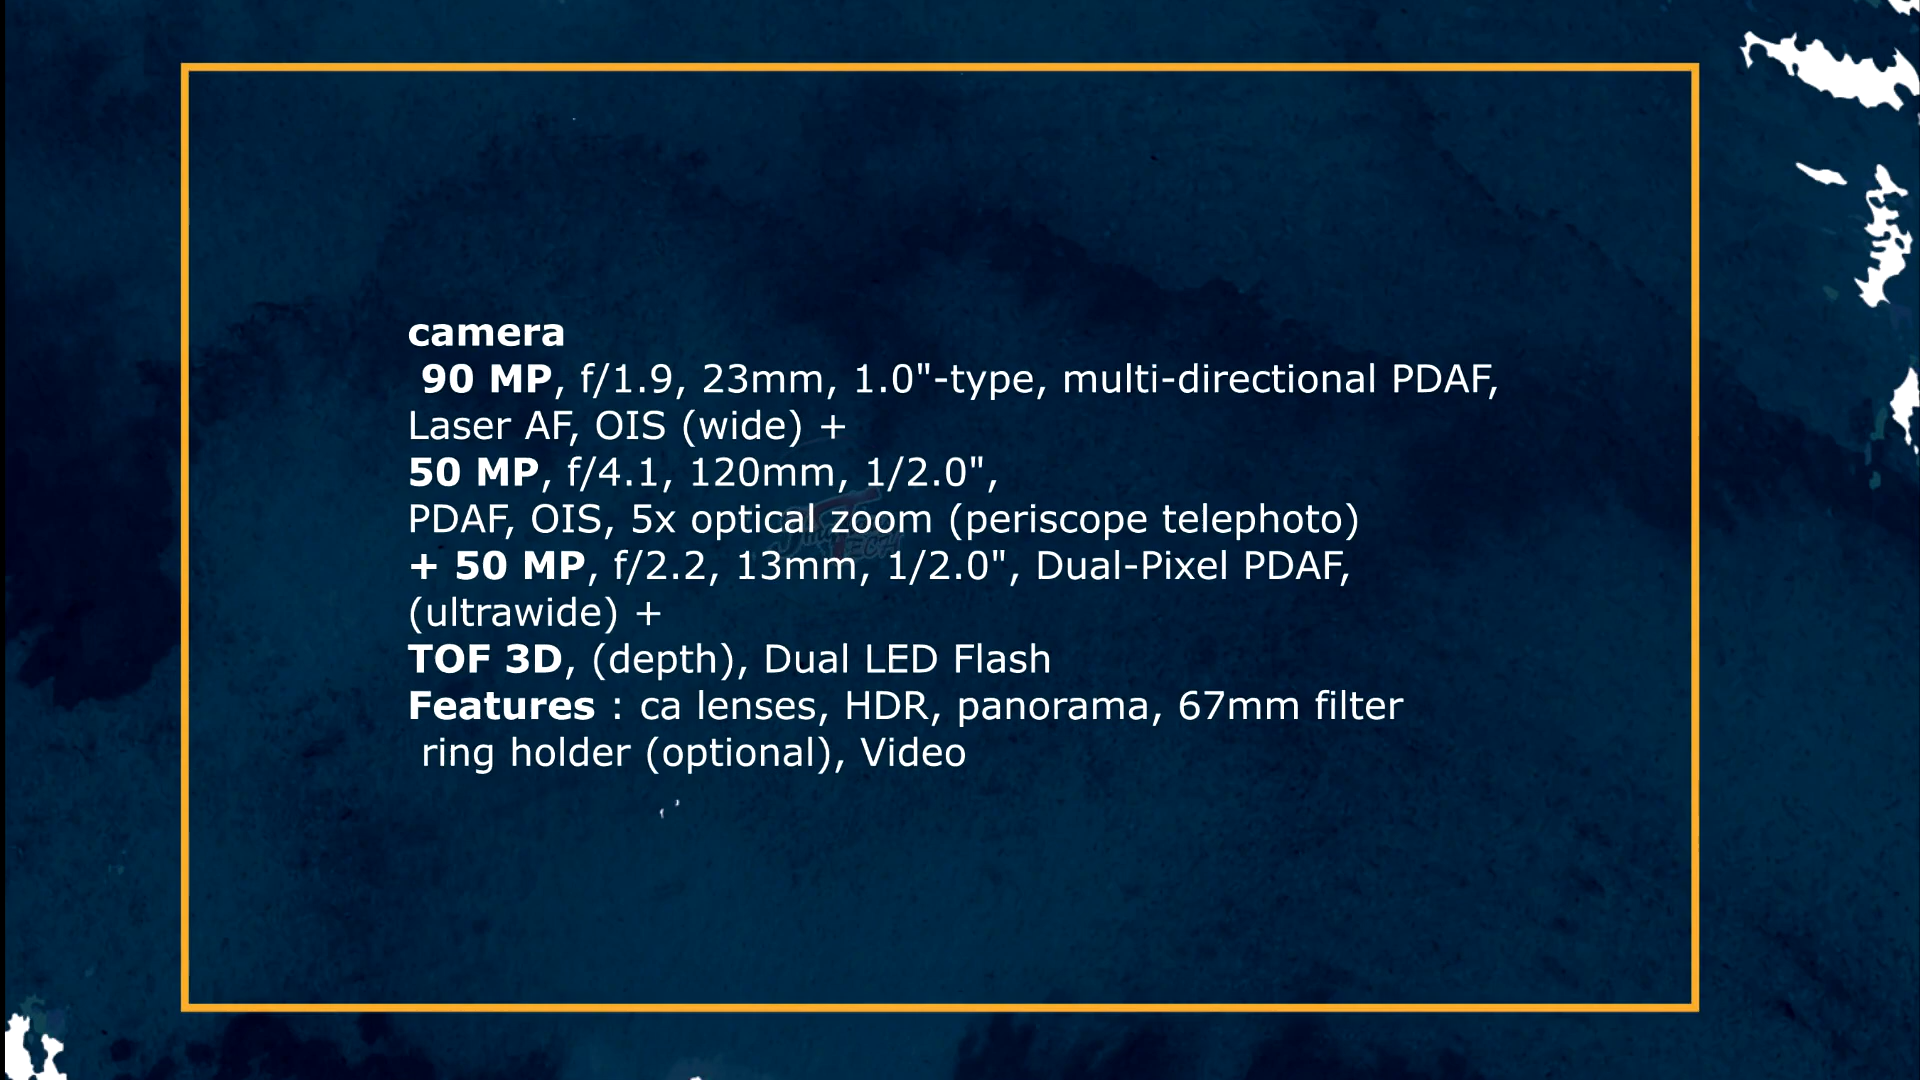 camera
90 MP, f/1.9, 23mm, 1.0"-type, multi-directional PDAF,
Laser AF, OIS (wide) +
50 MP, f/4.1, 120mm, 1/2.0",
PDAF, OIS, 5x optical zoom (periscope telephoto)
+ 50 MP, f/2.2, 13mm, 1/2.0", Dual-Pixel PDAF,
(ultrawide) +
TOF 3D, (depth), Dual LED Flash
Features : ca lenses, HDR, panorama, 67mm filter
ring holder (optional), Video